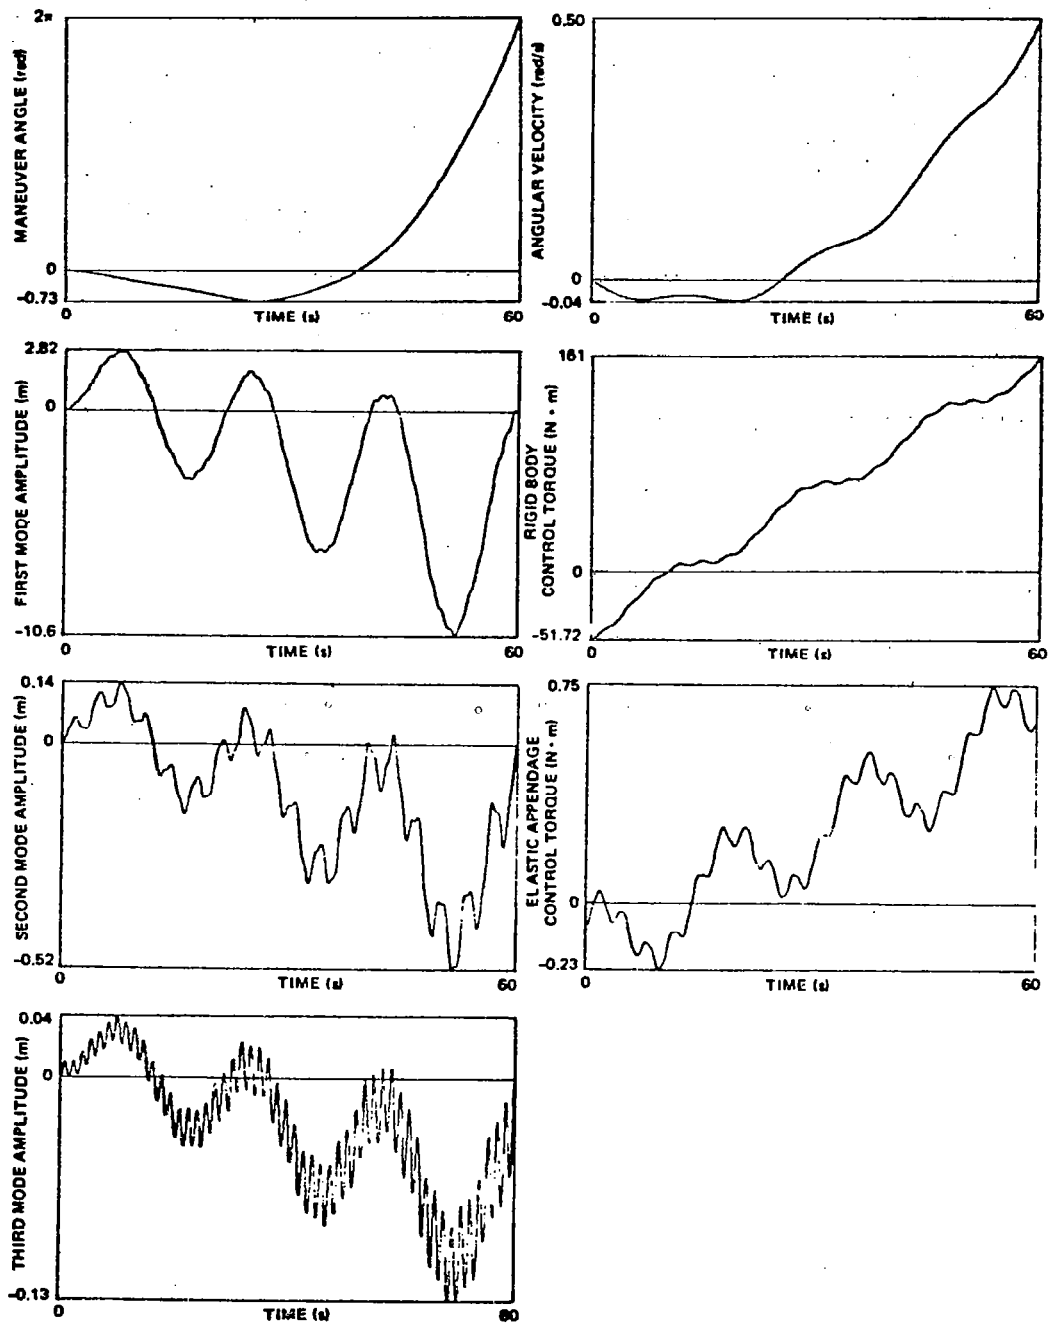 2π
MANEUVER ANGLE (rad)
0
-0.73
0
TIME (s)
60
0.50
ANGULAR VELOCITY (rad/s)
0
-0.04
0
TIME (s)
60
2.82
FIRST MODE AMPLITUDE (m)
0
-10.6
0
TIME (s)
60
161
RIGID BODY
CONTROL TORQUE (N • m)
0
-51.72
0
TIME (s)
60
0.14
SECOND MODE AMPLITUDE (m)
0
-0.52
0
TIME (s)
60
0.75
ELASTIC APPENDAGE
CONTROL TORQUE (N • m)
0
-0.23
0
TIME (s)
60
0.04
THIRD MODE AMPLITUDE (m)
0
-0.13
0
TIME (s)
60